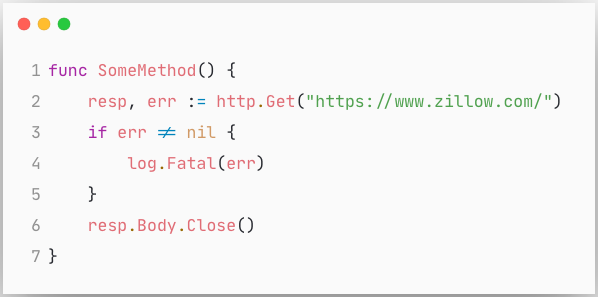 1 func SomeMethod() {
2     resp, err := http.Get("https://www.zillow.com/")
3     if err != nil {
4         log.Fatal(err)
5     }
6     resp.Body.Close()
7 }